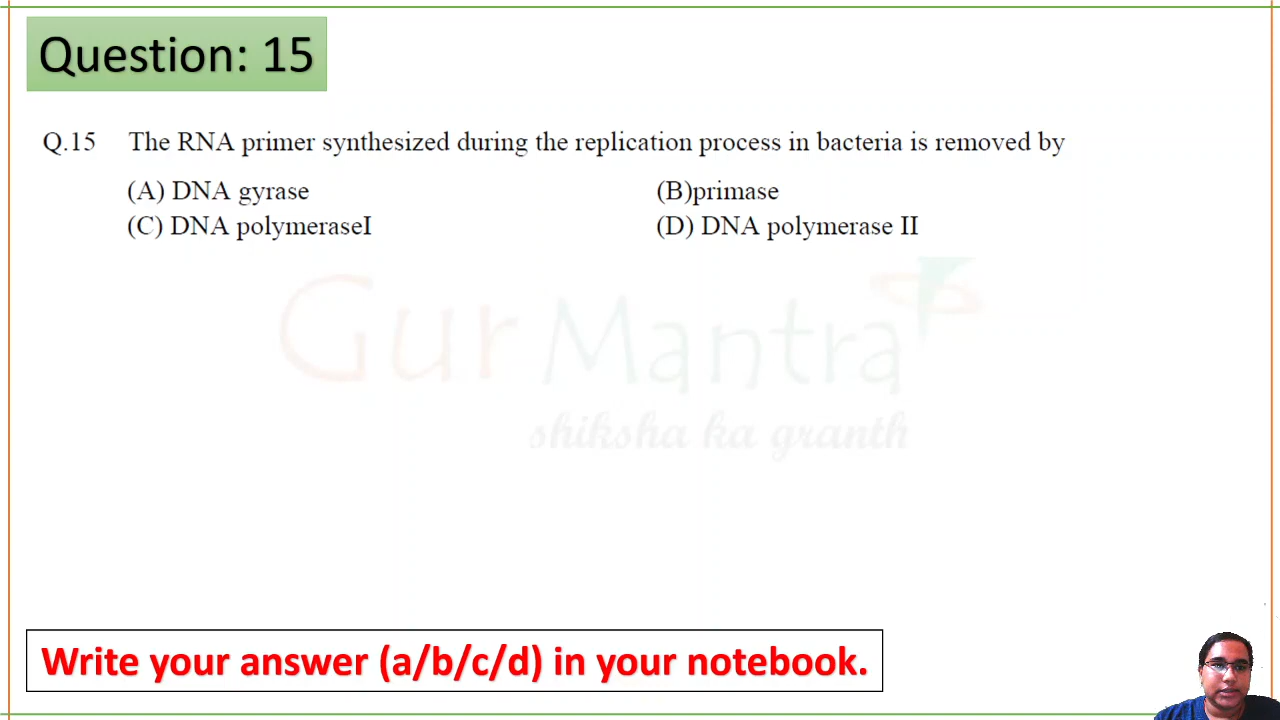 Question: 15
Q.15 The RNA primer synthesized during the replication process in bacteria is removed by
(A) DNA gyrase (B)primase
(C) DNA polymeraseI (D) DNA polymerase II
GurMantra
shiksha ka granth
Write your answer (a/b/c/d) in your notebook.